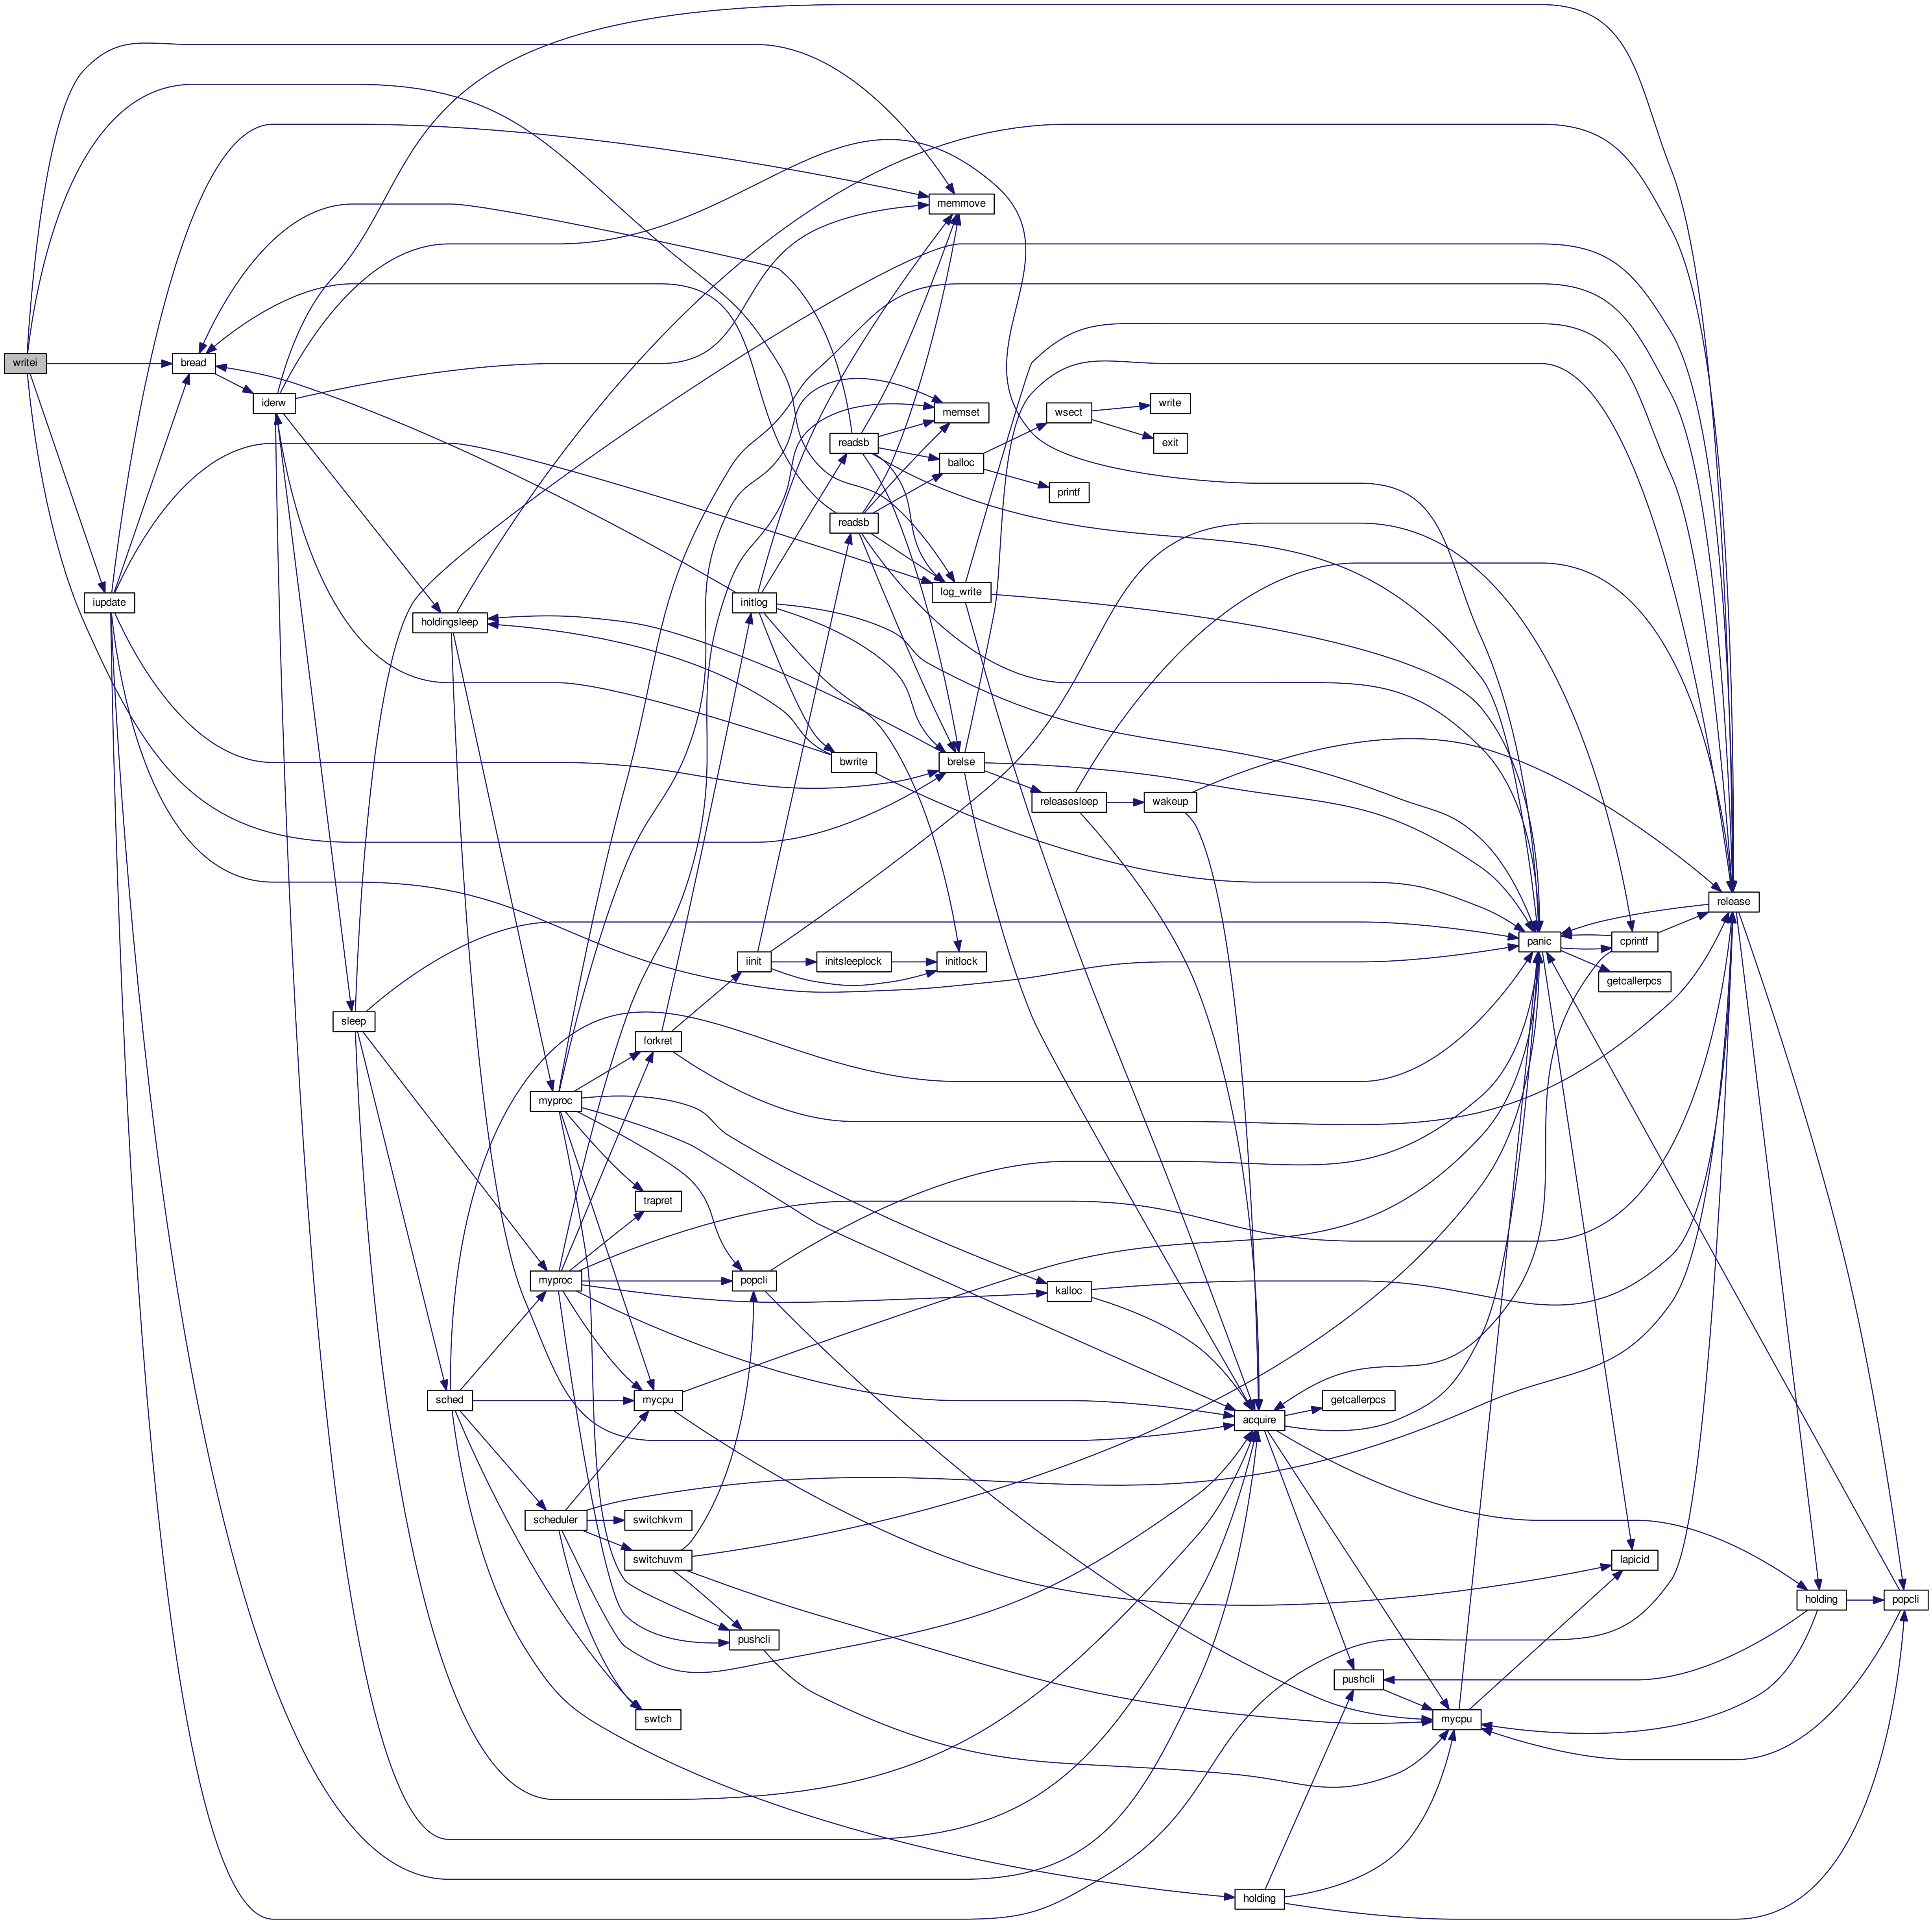 memmove
writei
bread
iderw
memset
write
wsect
readsb
exit
balloc
printf
readsb
log_write
iupdate
initlog
holdingsleep
bwrite
brelse
releasesleep
wakeup
release
panic
cprintf
iinit
initsleeplock
initlock
getcallerpcs
sleep
forkret
myproc
trapret
myproc
popcli
kalloc
sched
mycpu
getcallerpcs
acquire
scheduler
switchkvm
switchuvm
lapicid
holding
popcli
pushcli
pushcli
swtch
mycpu
holding